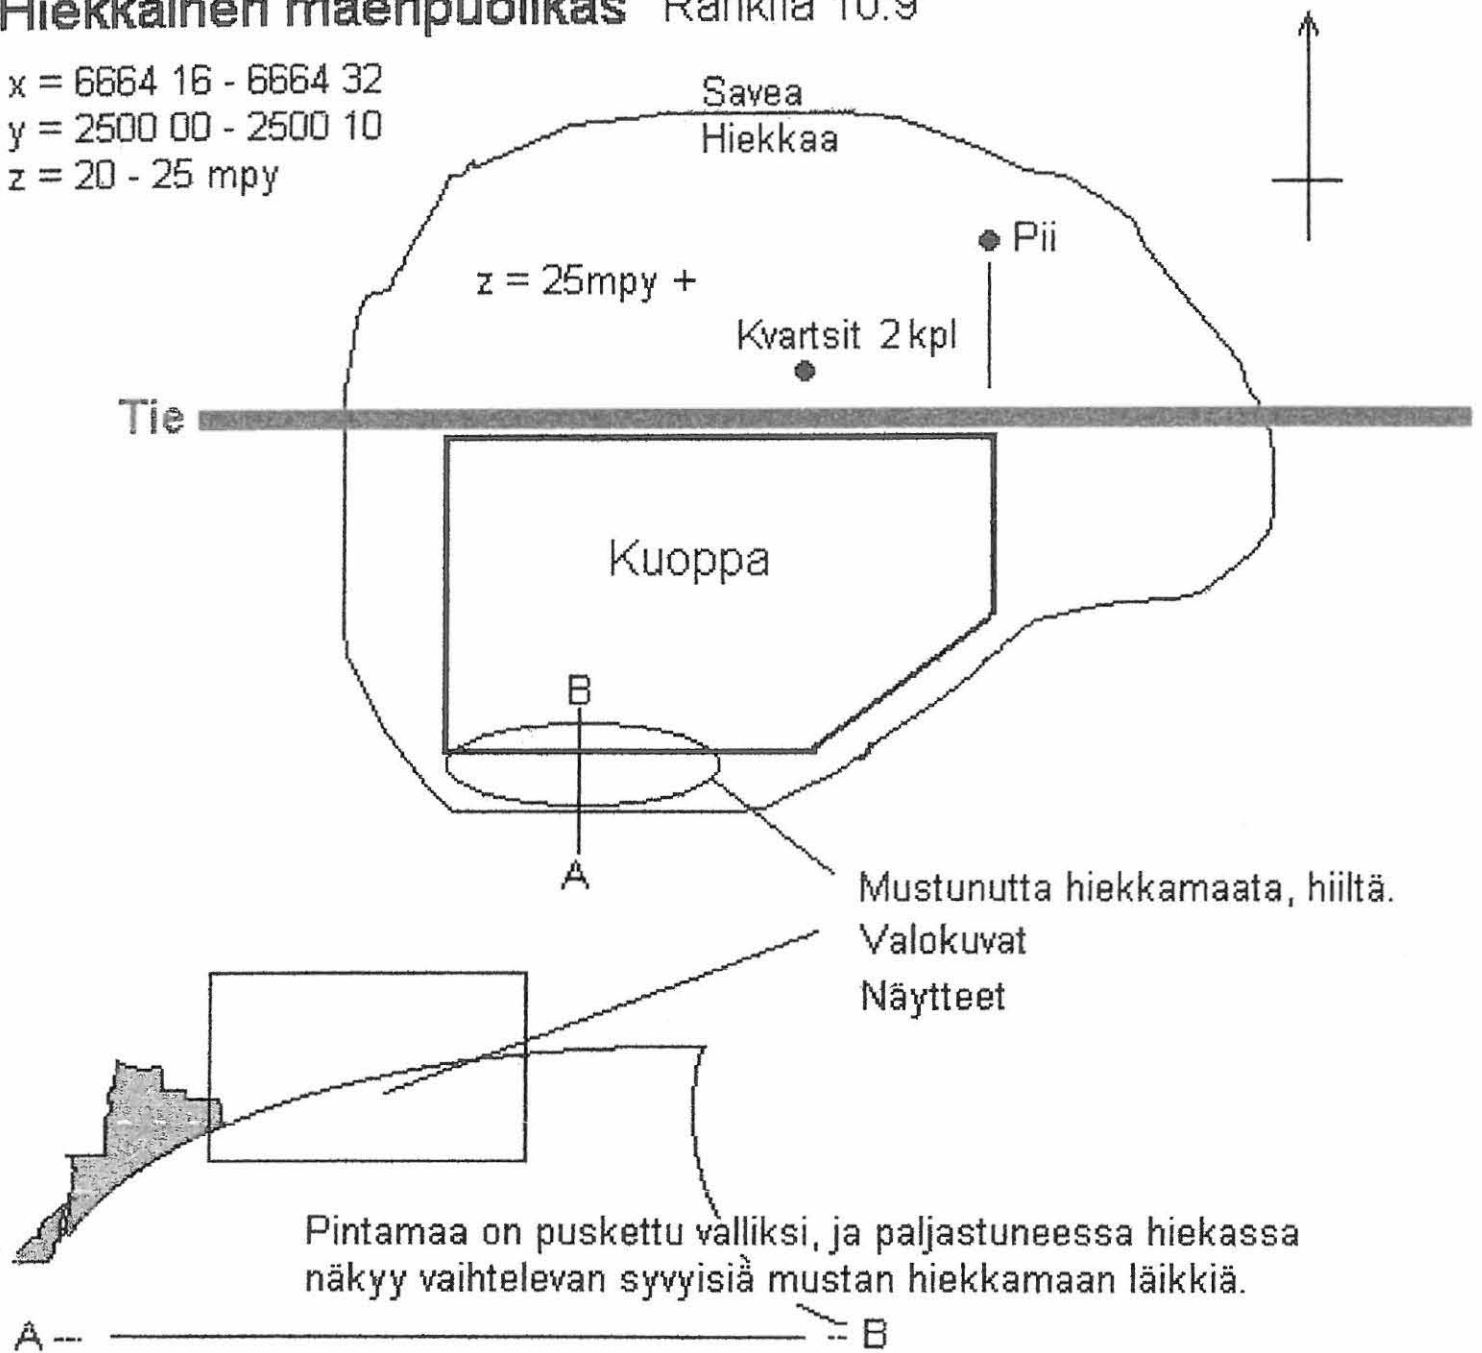 Hiekkainen mäenpuolikas Rankila 10.9
x = 6664 16 - 6664 32
y = 2500 00 - 2500 10
z = 20 - 25 mpy
Savea
Hiekkaa
Pii
z = 25mpy +
Kvartsit 2 kpl
Tie
Kuoppa
B
A
Mustunutta hiekkamaata, hiiltä.
Valokuvat
Näytteet
Pintamaa on puskettu valliksi, ja paljastuneessa hiekassa
näkyy vaihtelevan syvyisiä mustan hiekkamaan läikkiä.
A --- -- B